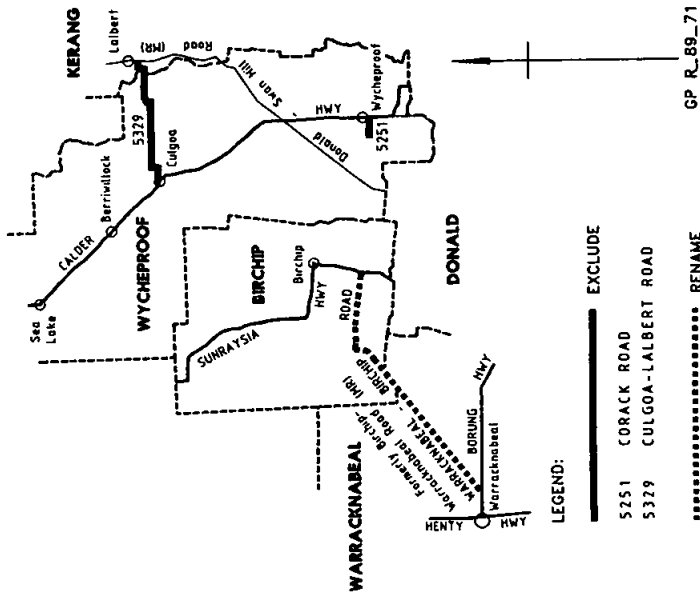 KERANG
Lalbert
Road (MR)
5329
Culgoa
Swan Hill
Donald
HWY
Wycheproof
5251
Berriwillock
CALDER
Sea
Lake
WYCHEPROOF
BIRCHIP
Birchip
HWY
SUNRAYSIA
ROAD
DONALD
BIRCHIP
WARRACKNABEAL
Formerly Birchip-
Warracknabeal
Road (MR)
WARRACKNABEAL -
BORUNG
HWY
Warracknabeal
HENTY
HWY
LEGEND:
EXCLUDE
5251 CORACK ROAD
5329 CULGOA-LALBERT ROAD
RENAME
GP R_89_71